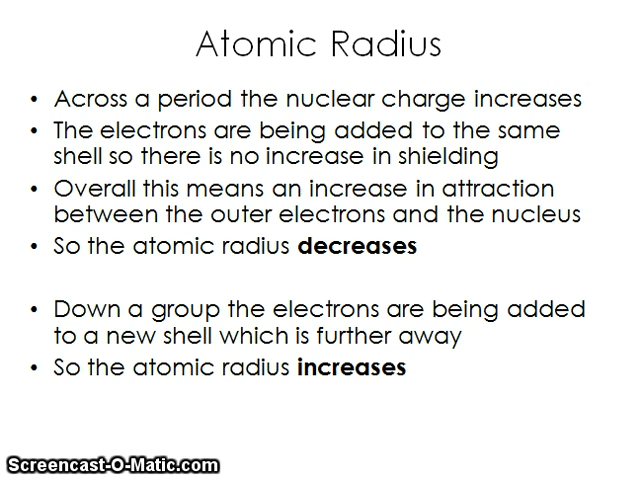 Atomic Radius
• Across a period the nuclear charge increases
• The electrons are being added to the same
shell so there is no increase in shielding
• Overall this means an increase in attraction
between the outer electrons and the nucleus
• So the atomic radius decreases
• Down a group the electrons are being added
to a new shell which is further away
• So the atomic radius increases
Screencast-O-Matic.com